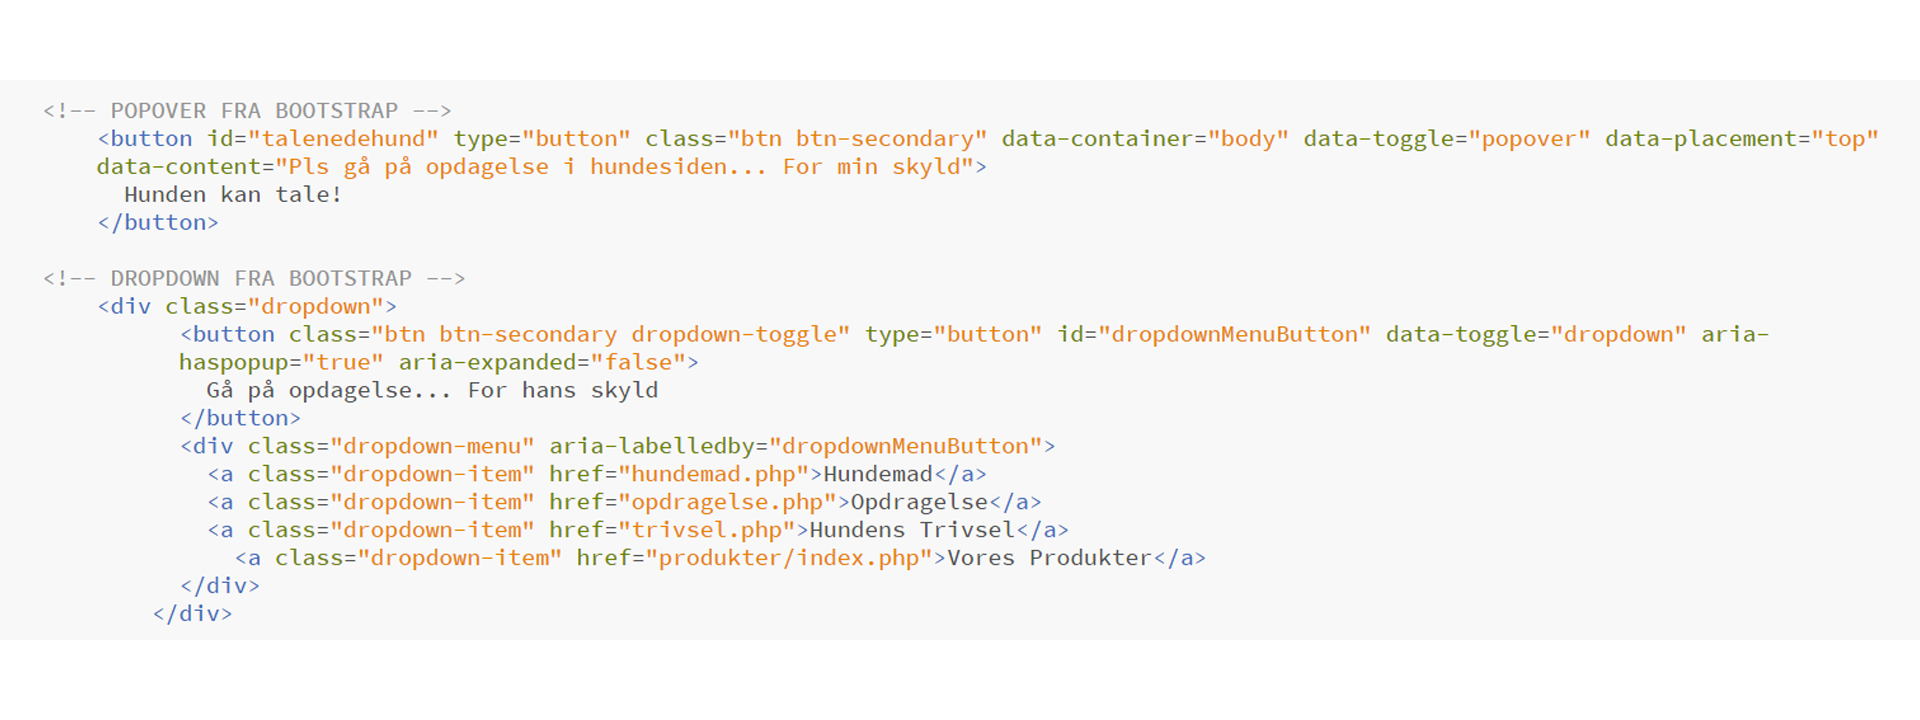 <!-- POPOVER FRA BOOTSTRAP -->
<button id="talenedehund" type="button" class="btn btn-secondary" data-container="body" data-toggle="popover" data-placement="top"
data-content="Pls gå på opdagelse i hundesiden... For min skyld">
Hunden kan tale!
</button>
<!-- DROPDOWN FRA BOOTSTRAP -->
<div class="dropdown">
<button class="btn btn-secondary dropdown-toggle" type="button" id="dropdownMenuButton" data-toggle="dropdown" aria-
haspopup="true" aria-expanded="false">
Gå på opdagelse... For hans skyld
</button>
<div class="dropdown-menu" aria-labelledby="dropdownMenuButton">
<a class="dropdown-item" href="hundemad.php">Hundemad</a>
<a class="dropdown-item" href="opdragelse.php">Opdragelse</a>
<a class="dropdown-item" href="trivsel.php">Hundens Trivsel</a>
<a class="dropdown-item" href="produkter/index.php">Vores Produkter</a>
</div>
</div>